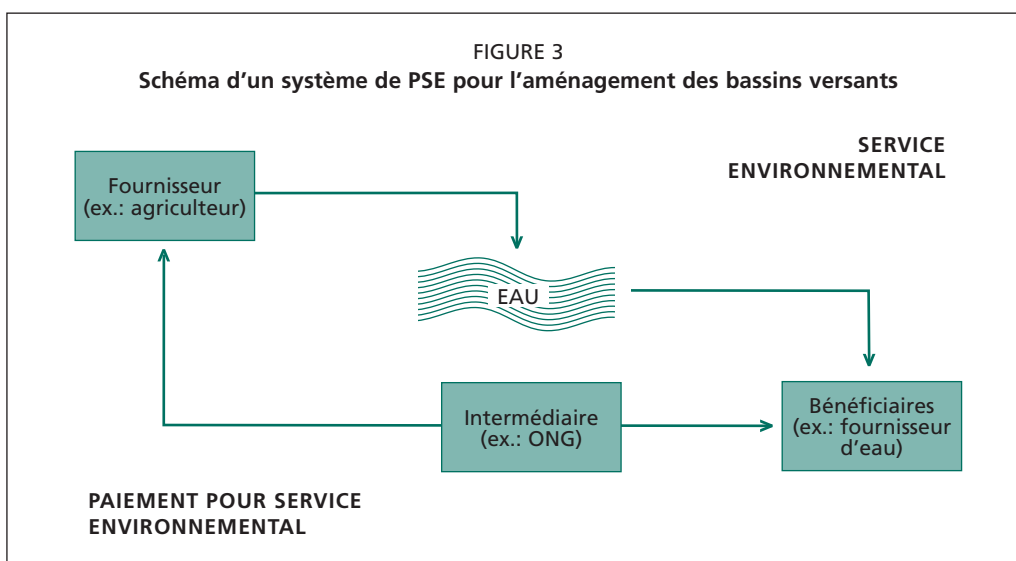 FIGURE 3
Schéma d'un système de PSE pour l'aménagement des bassins versants
SERVICE
ENVIRONNEMENTAL
Fournisseur
(ex.: agriculteur)
EAU
Intermédiaire
(ex.: ONG)
Bénéficiaires
(ex.: fournisseur
d'eau)
PAIEMENT POUR SERVICE
ENVIRONNEMENTAL